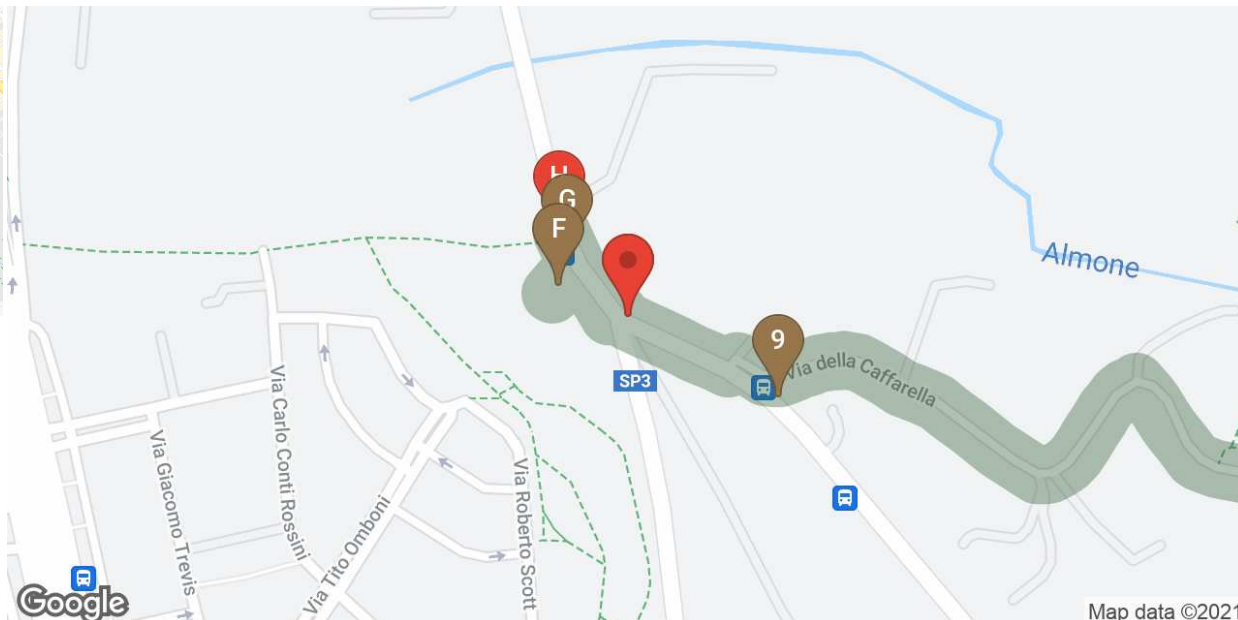 H
G
F
9
Almone
Via della Caffarella
SP3
Via Carlo Conti Rossini
Via Giacomo Trevis
Via Tito Omboni
Via Roberto Scott
Google
Map data ©2021